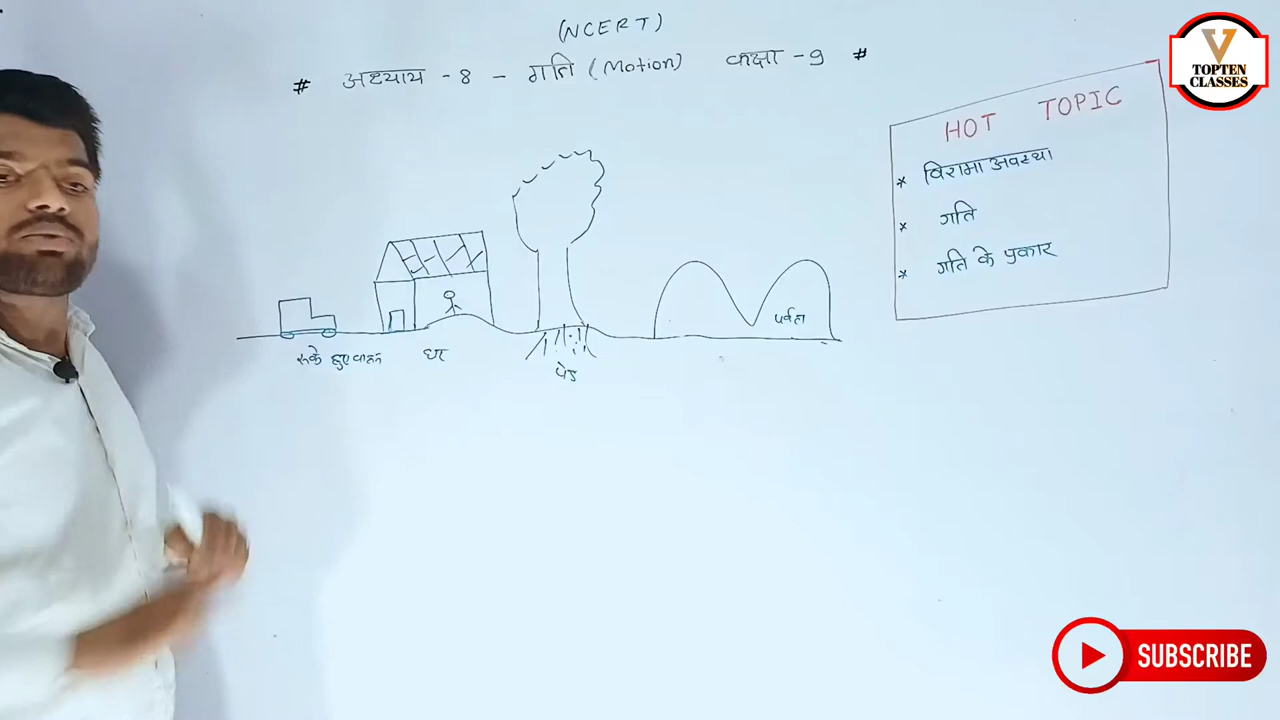 (NCERT)
# अध्याय - 8 - गति (Motion) कक्षा - 9 #
V
TOPTEN
CLASSES
HOT TOPIC
* विरामा अवस्था
* गति
* गति के प्रकार
पर्वत
रुके हुए वाहन घर
पेड
SUBSCRIBE